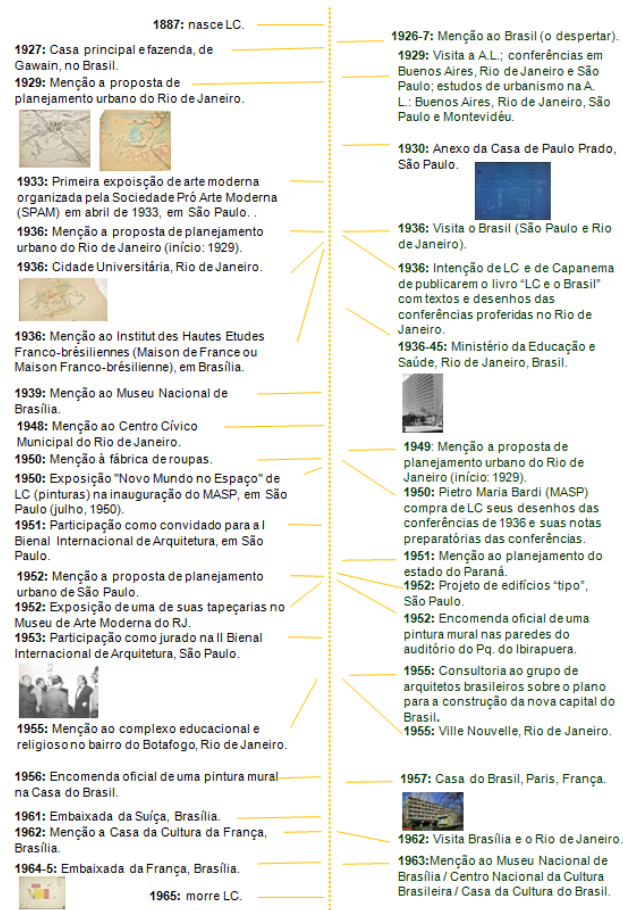 1887: nasce LC.
1927: Casa principal e fazenda, de
Gawain, no Brasil.
1929: Menção a proposta de
planejamento urbano do Rio de Janeiro.
1933: Primeira expoisção de arte moderna
organizada pela Sociedade Pró Arte Moderna
(SPAM) em abril de 1933, em São Paulo. .
1936: Menção a proposta de planejamento
urbano do Rio de Janeiro (início: 1929).
1936: Cidade Universitária, Rio de Janeiro.
1936: Menção ao Institut des Hautes Etudes
Franco-brésiliennes (Maison de France ou
Maison Franco-brésilienne), em Brasília.
1939: Menção ao Museu Nacional de
Brasília.
1948: Menção ao Centro Cívico
Municipal do Rio de Janeiro.
1950: Menção à fábrica de roupas.
1950: Exposição "Novo Mundo no Espaço" de
LC (pinturas) na inauguração do MASP, em São
Paulo (julho, 1950).
1951: Participação como convidado para a I
Bienal Internacional de Arquitetura, em São
Paulo.
1952: Menção a proposta de planejamento
urbano de São Paulo.
1952: Exposição de uma de suas tapeçarias no
Museu de Arte Moderna do RJ.
1953: Participação como jurado na II Bienal
Internacional de Arquitetura, São Paulo.
1955: Menção ao complexo educacional e
religioso no bairro do Botafogo, Rio de Janeiro.
1956: Encomenda oficial de uma pintura mural
na Casa do Brasil.
1961: Embaixada da Suíça, Brasília.
1962: Menção a Casa da Cultura da França,
Brasília.
1964-5: Embaixada da França, Brasília.
1965: morre LC.
1926-7: Menção ao Brasil (o despertar).
1929: Visita a A.L.; conferências em
Buenos Aires, Rio de Janeiro e São
Paulo; estudos de urbanismo na A.
L.: Buenos Aires, Rio de Janeiro, São
Paulo e Montevidéu.
1930: Anexo da Casa de Paulo Prado,
São Paulo.
1936: Visita o Brasil (São Paulo e Rio
de Janeiro).
1936: Intenção de LC e de Capanema
de publicarem o livro “LC e o Brasil”
com textos e desenhos das
conferências proferidas no Rio de
Janeiro.
1936-45: Ministério da Educação e
Saúde, Rio de Janeiro, Brasil.
1949: Menção a proposta de
planejamento urbano do Rio de
Janeiro (início: 1929).
1950: Pietro Maria Bardi (MASP)
compra de LC seus desenhos das
conferências de 1936 e suas notas
preparatórias das conferências.
1951: Menção ao planejamento do
estado do Paraná.
1952: Projeto de edifícios “tipo”,
São Paulo.
1952: Encomenda oficial de uma
pintura mural nas paredes do
auditório do Pq. do Ibirapuera.
1955: Consultoria ao grupo de
arquitetos brasileiros sobre o plano
para a construção da nova capital do
Brasil.
1955: Ville Nouvelle, Rio de Janeiro.
1957: Casa do Brasil, Paris, França.
1962: Visita Brasília e o Rio de Janeiro.
1963:Menção ao Museu Nacional de
Brasília / Centro Nacional da Cultura
Brasileira / Casa da Cultura do Brasil.